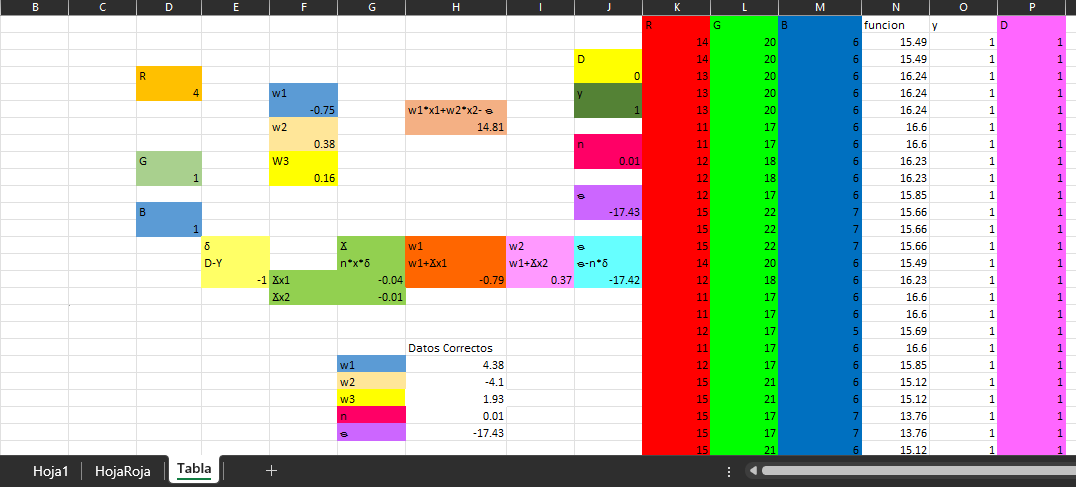 B C D E F G H I J K L M N O P
R G B funcion y D
14 20 6 15.49 1 1
D 14 20 6 15.49 1 1
R 0 13 20 6 16.24 1 1
4 w1 y 13 20 6 16.24 1 1
-0.75 w1*x1+w2*x2- ѳ 1 13 20 6 16.24 1 1
w2 14.81 11 17 6 16.6 1 1
0.38 n 11 17 6 16.6 1 1
G W3 0.01 12 18 6 16.23 1 1
1 0.16 12 18 6 16.23 1 1
ѳ 12 17 6 15.85 1 1
B -17.43 15 22 7 15.66 1 1
1 15 22 7 15.66 1 1
δ Ⴟ w1 w2 ѳ 15 22 7 15.66 1 1
D-Y n*x*δ w1+Ⴟx1 w1+Ⴟx2 ѳ-n*δ 14 20 6 15.49 1 1
-1 Ⴟx1 -0.04 -0.79 0.37 -17.42 12 18 6 16.23 1 1
Ⴟx2 -0.01 11 17 6 16.6 1 1
11 17 6 16.6 1 1
12 17 5 15.69 1 1
Datos Correctos 11 17 6 16.6 1 1
w1 4.38 12 17 6 15.85 1 1
w2 -4.1 15 21 6 15.12 1 1
w3 1.93 15 21 6 15.12 1 1
n 0.01 15 17 7 13.76 1 1
ѳ -17.43 15 17 7 13.76 1 1
15 21 6 15.12 1 1
Hoja1 HojaRoja Tabla +